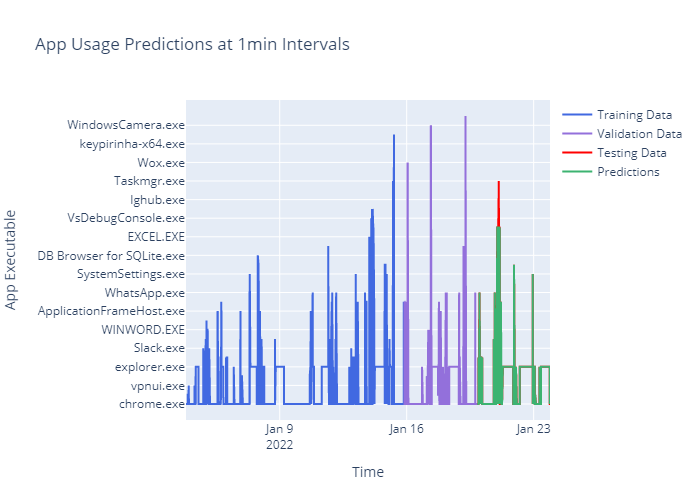 App Usage Predictions at 1min Intervals
Training Data
Validation Data
Testing Data
Predictions
WindowsCamera.exe
keypirinha-x64.exe
Wox.exe
Taskmgr.exe
lghub.exe
VsDebugConsole.exe
EXCEL.EXE
DB Browser for SQLite.exe
SystemSettings.exe
WhatsApp.exe
ApplicationFrameHost.exe
WINWORD.EXE
Slack.exe
explorer.exe
vpnui.exe
chrome.exe
App Executable
Jan 9
2022
Jan 16
Jan 23
Time